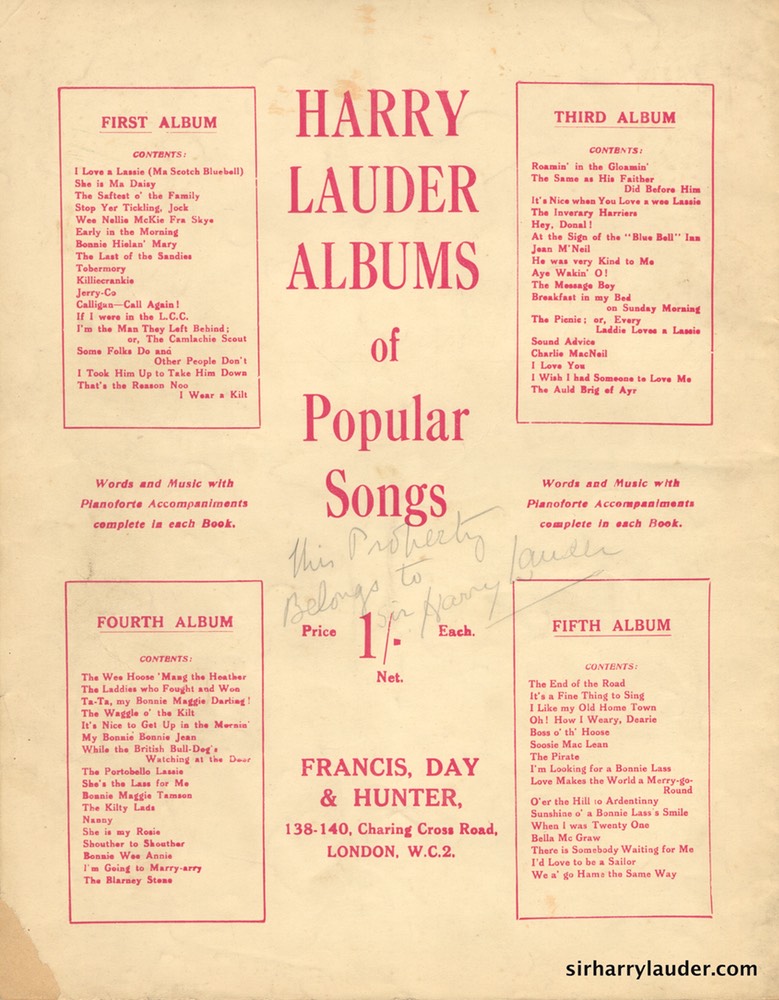 HARRY
LAUDER
ALBUMS
of
Popular
Songs
FIRST ALBUM
CONTENTS:
I Love a Lassie (Ma Scotch Bluebell)
She is Ma Daisy
The Saftest o' the Family
Stop Yer Tickling, Jock
Wee Nellie McKie Fra Skye
Early in the Morning
Bonnie Hielan' Mary
The Last of the Sandies
Tobermory
Killiecrankie
Jerry-Co
Calligan—Call Again!
If I were in the L.C.C.
I'm the Man They Left Behind;
or, The Camlachie Scout
Some Folks Do and
Other People Don't
I Took Him Up to Take Him Down
That's the Reason Noo
I Wear a Kilt
Words and Music with
Pianoforte Accompaniments
complete in each Book.
THIRD ALBUM
CONTENTS:
Roamin' in the Gloamin'
The Same as His Faither
Did Before Him
It's Nice when You Love a wee Lassie
The Inverary Harriers
Hey, Donal!
At the Sign of the "Blue Bell" Inn
Jean M'Neil
He was very Kind to Me
Aye Wakin' O!
The Message Boy
Breakfast in my Bed
on Sunday Morning
The Picnic; or, Every
Laddie Loves a Lassie
Sound Advice
Charlie MacNeil
I Love You
I Wish I had Someone to Love Me
The Auld Brig of Ayr
Words and Music with
Pianoforte Accompaniments
complete in each Book.
This Property
Belongs to
Sir Harry Lauder
Price 1/- Each.
Net.
FOURTH ALBUM
CONTENTS:
The Wee Hoose 'Mang the Heather
The Laddies who Fought and Won
Ta-Ta, my Bonnie Maggie Darling!
The Waggle o' the Kilt
It's Nice to Get Up in the Mornin'
My Bonnie Bonnie Jean
While the British Bull-Dog's
Watching at the Door
The Portobello Lassie
She's the Lass for Me
Bonnie Maggie Tamson
The Kilty Lads
Nanny
She is my Rosie
Shouther to Shouther
Bonnie Wee Annie
I'm Going to Marry-arry
The Blarney Stone
FIFTH ALBUM
CONTENTS:
The End of the Road
It's a Fine Thing to Sing
I Like my Old Home Town
Oh! How I Weary, Dearie
Boss o' th' Hoose
Soosie Mac Lean
The Pirate
I'm Looking for a Bonnie Lass
Love Makes the World a Merry-go-
Round
O'er the Hill to Ardentinny
Sunshine o' a Bonnie Lass's Smile
When I was Twenty One
Bella Mc Graw
There is Somebody Waiting for Me
I'd Love to be a Sailor
We a' go Hame the Same Way
FRANCIS, DAY
& HUNTER,
138-140, Charing Cross Road,
LONDON, W.C.2.
sirharrylauder.com